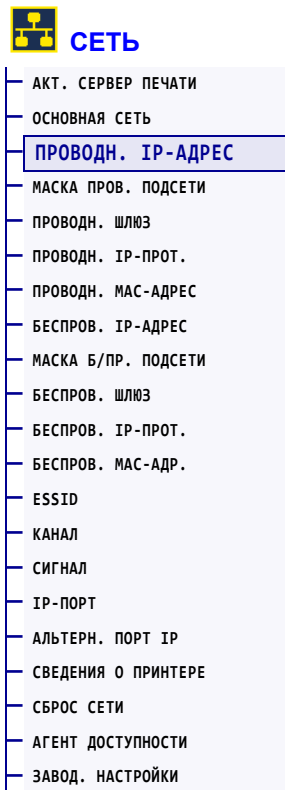 СЕТЬ
АКТ. СЕРВЕР ПЕЧАТИ
ОСНОВНАЯ СЕТЬ
ПРОВОДН. IP-АДРЕС
МАСКА ПРОВ. ПОДСЕТИ
ПРОВОДН. ШЛЮЗ
ПРОВОДН. IP-ПРОТ.
ПРОВОДН. МАС-АДРЕС
БЕСПРОВ. IP-АДРЕС
МАСКА Б/ПР. ПОДСЕТИ
БЕСПРОВ. ШЛЮЗ
БЕСПРОВ. IP-ПРОТ.
БЕСПРОВ. МАС-АДР.
ESSID
КАНАЛ
СИГНАЛ
IP-ПОРТ
АЛЬТЕРН. ПОРТ IP
СВЕДЕНИЯ О ПРИНТЕРЕ
СБРОС СЕТИ
АГЕНТ ДОСТУПНОСТИ
ЗАВОД. НАСТРОЙКИ